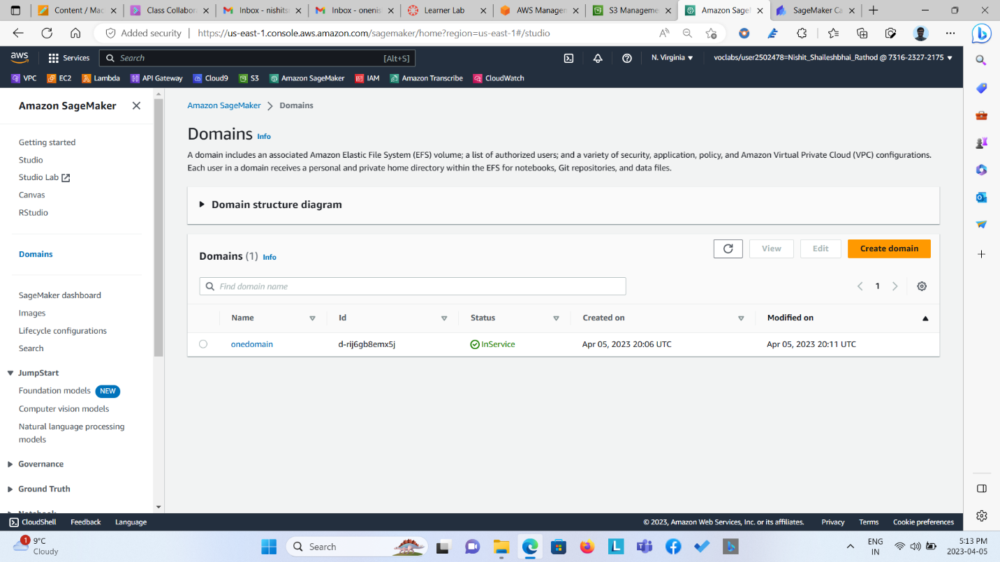 Content / Mac
Class Collabora
Inbox - nishits
Inbox - onenis
Learner Lab
AWS Managem
S3 Manageme
Amazon SageM
SageMaker Ca
Added security
https://us-east-1.console.aws.amazon.com/sagemaker/home?region=us-east-1#/studio
aws
Services
Search
[Alt+S]
N. Virginia
voclabs/user2502478=Nishit_Shaileshbhai_Rathod @ 7316-2327-2175
VPC
EC2
Lambda
API Gateway
Cloud9
S3
Amazon SageMaker
IAM
Amazon Transcribe
CloudWatch
Amazon SageMaker
Getting started
Studio
Studio Lab
Canvas
RStudio
Domains
SageMaker dashboard
Images
Lifecycle configurations
Search
JumpStart
Foundation models NEW
Computer vision models
Natural language processing
models
Governance
Ground Truth
Amazon SageMaker
Domains
Domains Info
A domain includes an associated Amazon Elastic File System (EFS) volume; a list of authorized users; and a variety of security, application, policy, and Amazon Virtual Private Cloud (VPC) configurations.
Each user in a domain receives a personal and private home directory within the EFS for notebooks, Git repositories, and data files.
Domain structure diagram
Domains (1) Info
View
Edit
Create domain
Find domain name
1
Name
Id
Status
Created on
Modified on
onedomain
d-rij6gb8emx5j
InService
Apr 05, 2023 20:06 UTC
Apr 05, 2023 20:11 UTC
CloudShell
Feedback
Language
© 2023, Amazon Web Services, Inc. or its affiliates.
Privacy
Terms
Cookie preferences
1
9°C
Cloudy
Search
ENG
IN
5:13 PM
2023-04-05